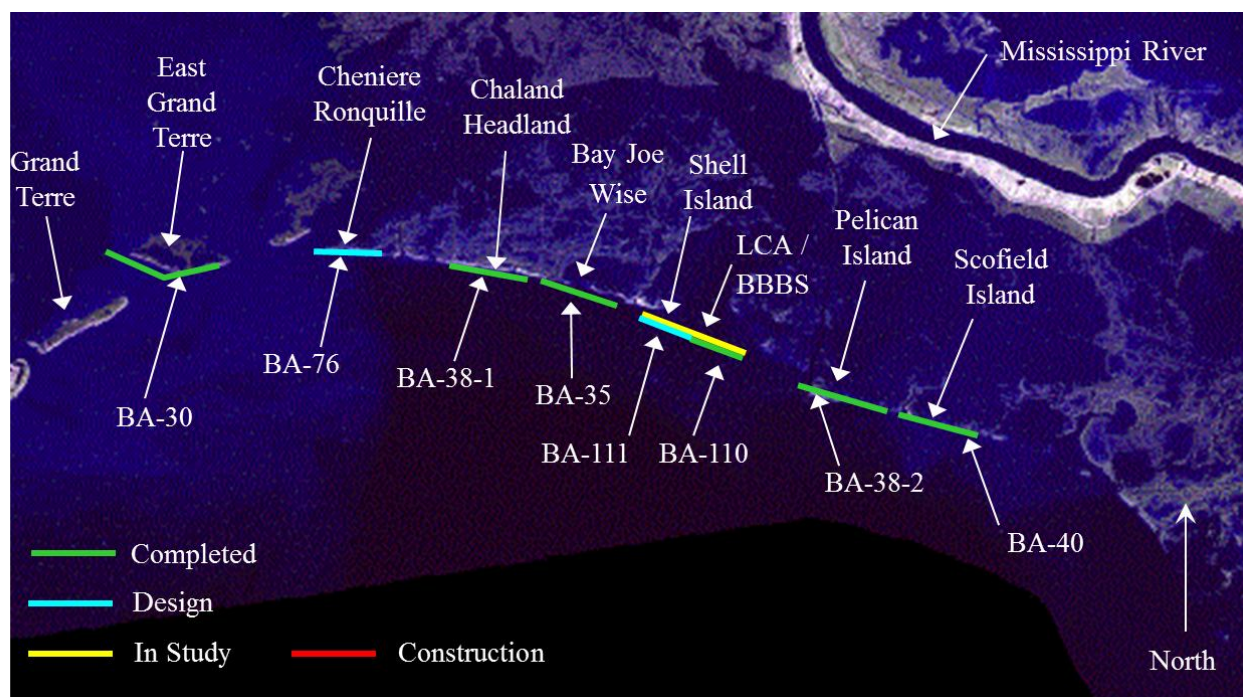 Mississippi River
East
Grand
Terre
Cheniere
Ronquille
Chaland
Headland
Bay Joe
Wise
Shell
Island
Grand
Terre
LCA /
BBBS
Pelican
Island
Scofield
Island
BA-30
BA-76
BA-38-1
BA-35
BA-111
BA-110
BA-38-2
BA-40
Completed
Design
In Study
Construction
North